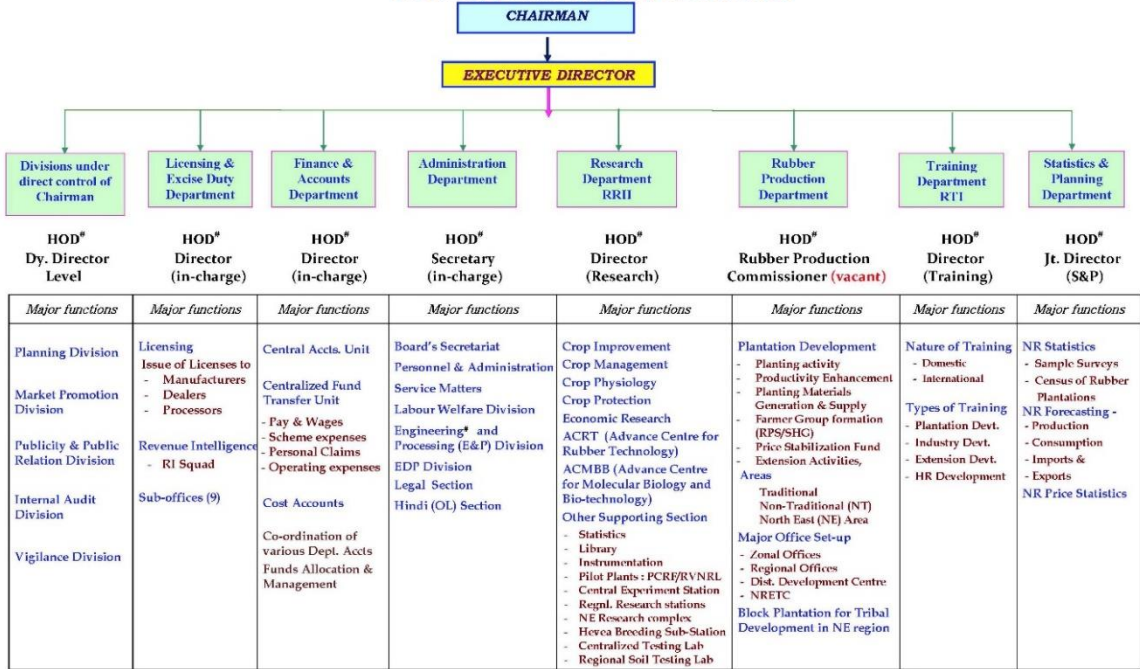 CHAIRMAN
EXECUTIVE DIRECTOR
Divisions under
direct control of
Chairman
HOD#
Dy. Director
Level
Major functions
Planning Division
Market Promotion
Division
Publicity & Public
Relation Division
Internal Audit
Division
Vigilance Division
Licensing &
Excise Duty
Department
HOD#
Director
(in-charge)
Major functions
Licensing
Issue of Licenses to
- Manufacturers
- Dealers
- Processors
Revenue Intelligence
- RI Squad
Sub-offices (9)
Finance &
Accounts
Department
HOD#
Director
(in-charge)
Major functions
Central Accts. Unit
Centralized Fund
Transfer Unit
- Pay & Wages
- Scheme expenses
- Personal Claims
- Operating expenses
Cost Accounts
Co-ordination of
various Dept. Accts
Funds Allocation &
Management
Administration
Department
HOD#
Secretary
(in-charge)
Major functions
Board's Secretariat
Personnel & Administration
Service Matters
Labour Welfare Division
Engineering# and
Processing (E&P) Division
EDP Division
Legal Section
Hindi (OL) Section
Research
Department
RRII
HOD#
Director
(Research)
Major functions
Crop Improvement
Crop Management
Crop Physiology
Crop Protection
Economic Research
ACRT (Advance Centre for
Rubber Technology)
ACMBB (Advance Centre
for Molecular Biology and
Bio-technology)
Other Supporting Section
- Statistics
- Library
- Instrumentation
- Pilot Plants : PCRF/RVNRL
- Central Experiment Station
- Regnl. Research stations
- NE Research complex
- Hevea Breeding Sub-Station
- Centralized Testing Lab
- Regional Soil Testing Lab
Rubber
Production
Department
HOD#
Rubber Production
Commissioner (vacant)
Major functions
Plantation Development
- Planting activity
- Productivity Enhancement
- Planting Materials
Generation & Supply
- Farmer Group formation
(RPS/SHG)
- Price Stabilization Fund
- Extension Activities,
Areas
Traditional
Non-Traditional (NT)
North East (NE) Area
Major Office Set-up
- Zonal Offices
- Regional Offices
- Dist. Development Centre
- NRETC
Block Plantation for Tribal
Development in NE region
Training
Department
RTI
HOD#
Director
(Training)
Major functions
Nature of Training
- Domestic
- International
Types of Training
- Plantation Devt.
- Industry Devt.
- Extension Devt.
- HR Development
Statistics &
Planning
Department
HOD#
Jt. Director
(S&P)
Major functions
NR Statistics
- Sample Surveys
- Census of Rubber
Plantations
NR Forecasting -
- Production
- Consumption
- Imports &
- Exports
NR Price Statistics